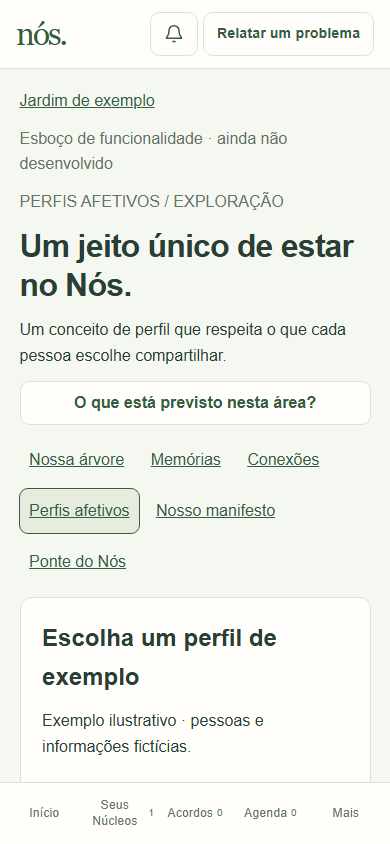 nós.
Relatar um problema
Jardim de exemplo
Esboço de funcionalidade · ainda não
desenvolvido
PERFIS AFETIVOS / EXPLORAÇÃO
Um jeito único de estar
no Nós.
Um conceito de perfil que respeita o que cada
pessoa escolhe compartilhar.
O que está previsto nesta área?
Nossa árvore
Memórias
Conexões
Perfis afetivos
Nosso manifesto
Ponte do Nós
Escolha um perfil de
exemplo
Exemplo ilustrativo · pessoas e
informações fictícias.
Início
Seus
Núcleos
1
Acordos 0
Agenda 0
Mais